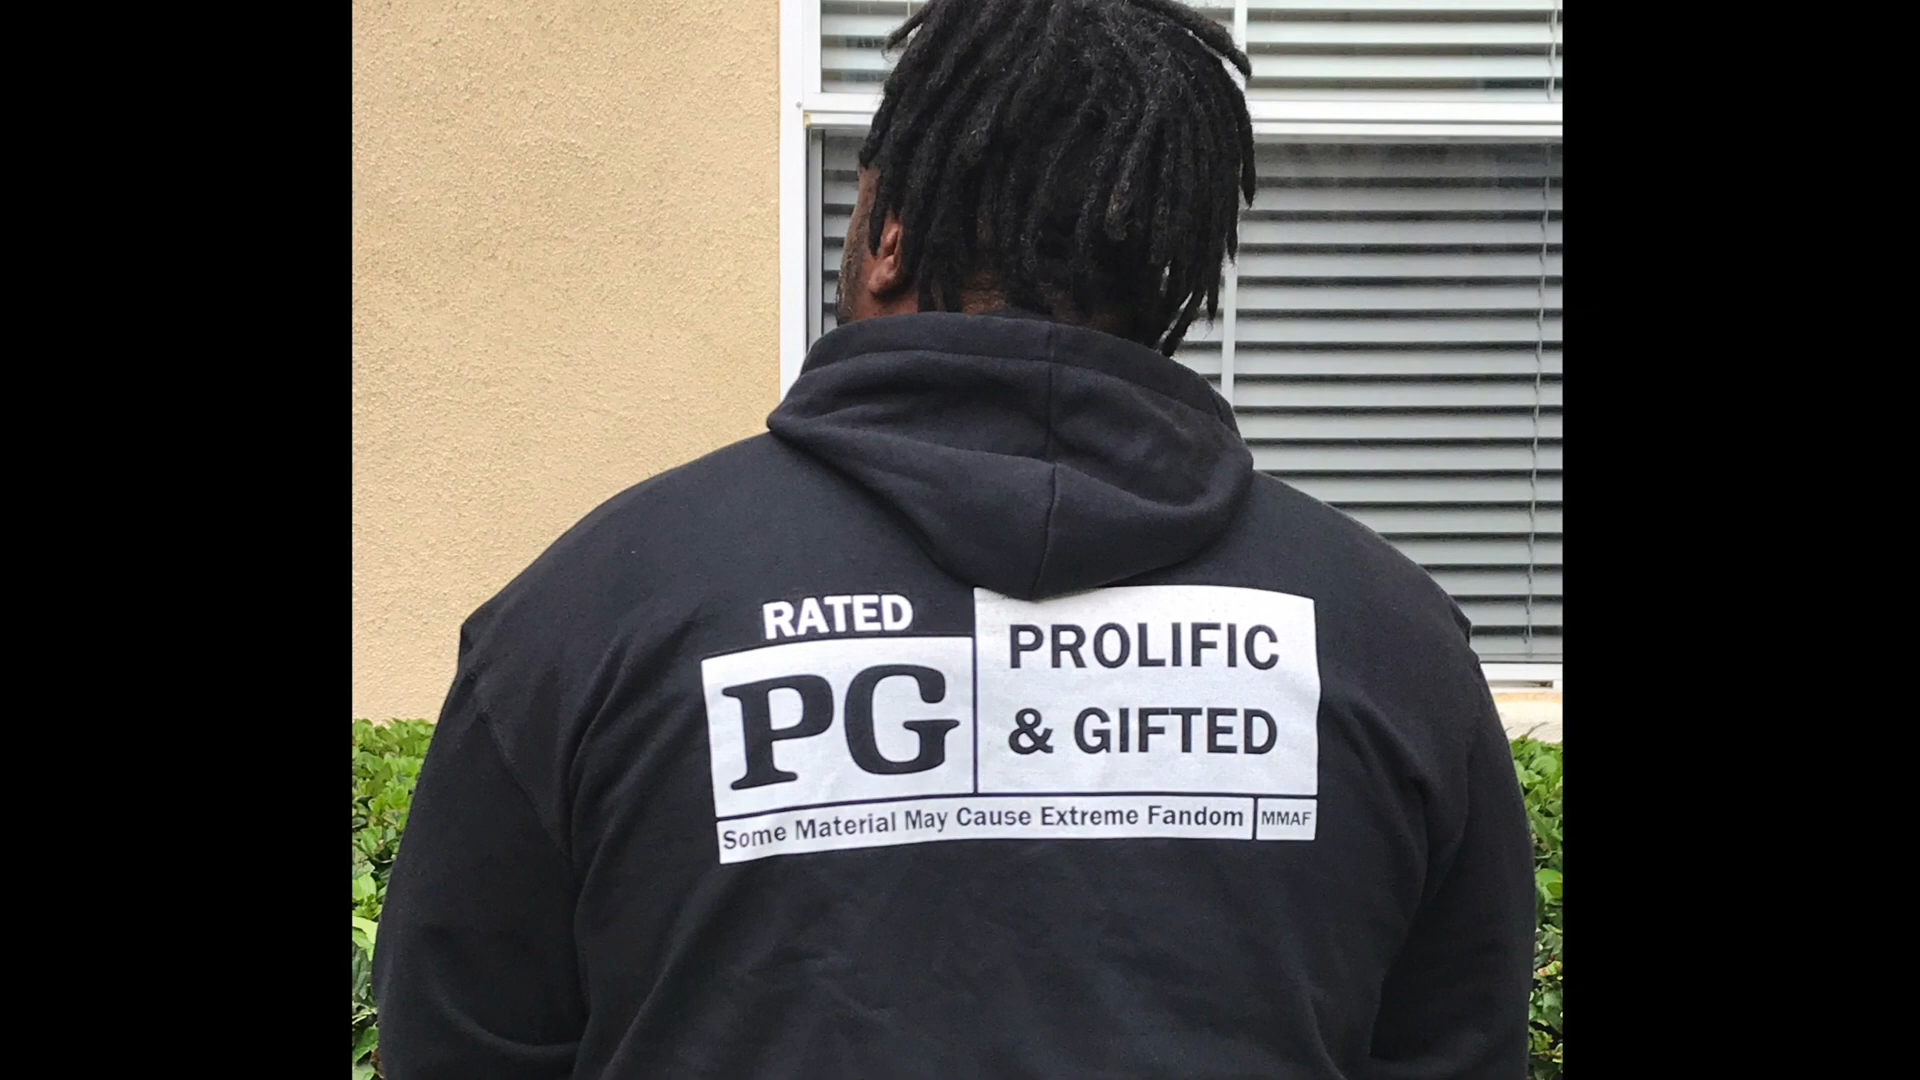 RATED
PG
PROLIFIC
& GIFTED
Some Material May Cause Extreme Fandom
MMAF